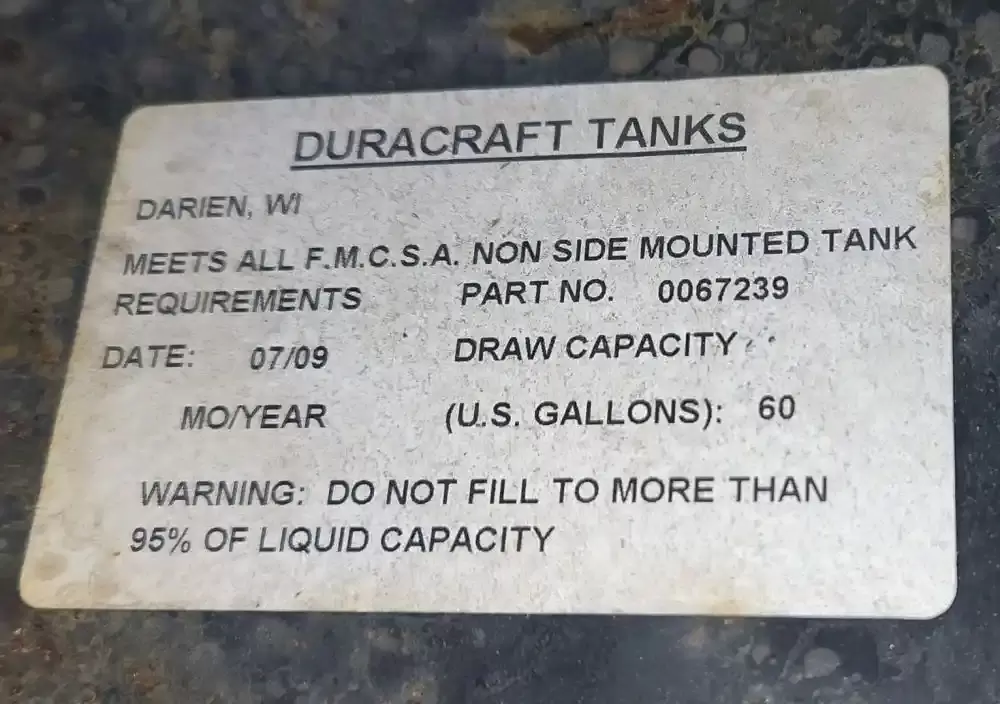 DURACRAFT TANKS
DARIEN, WI
MEETS ALL F.M.C.S.A. NON SIDE MOUNTED TANK
REQUIREMENTS PART NO. 0067239
DATE: 07/09 DRAW CAPACITY
MO/YEAR (U.S. GALLONS): 60
WARNING: DO NOT FILL TO MORE THAN
95% OF LIQUID CAPACITY